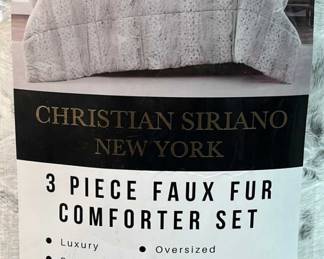 CHRISTIAN SIRIANO
NEW YORK
3 PIECE FAUX FUR
COMFORTER SET
• Luxury • Oversized